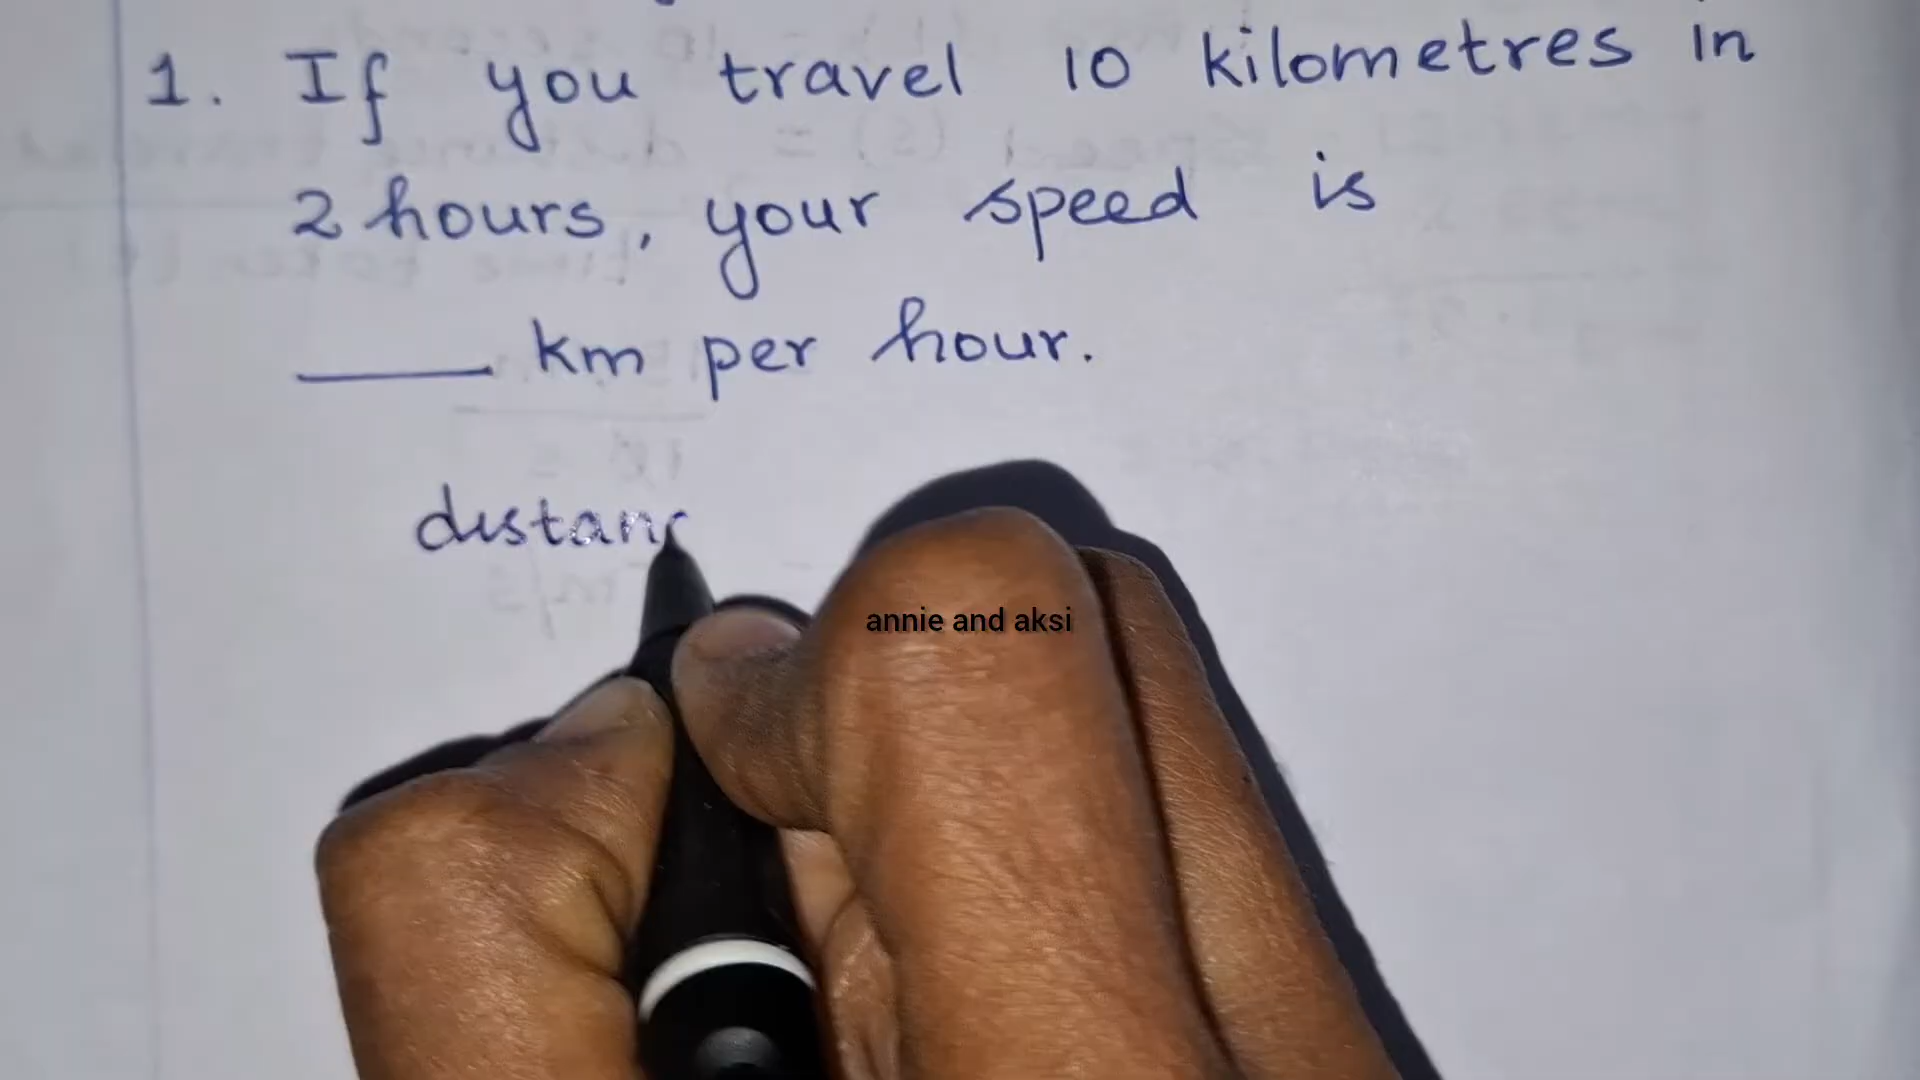 1. If you travel 10 kilometres in
2 hours, your speed is
____ km per hour.
distanc
annie and aksi